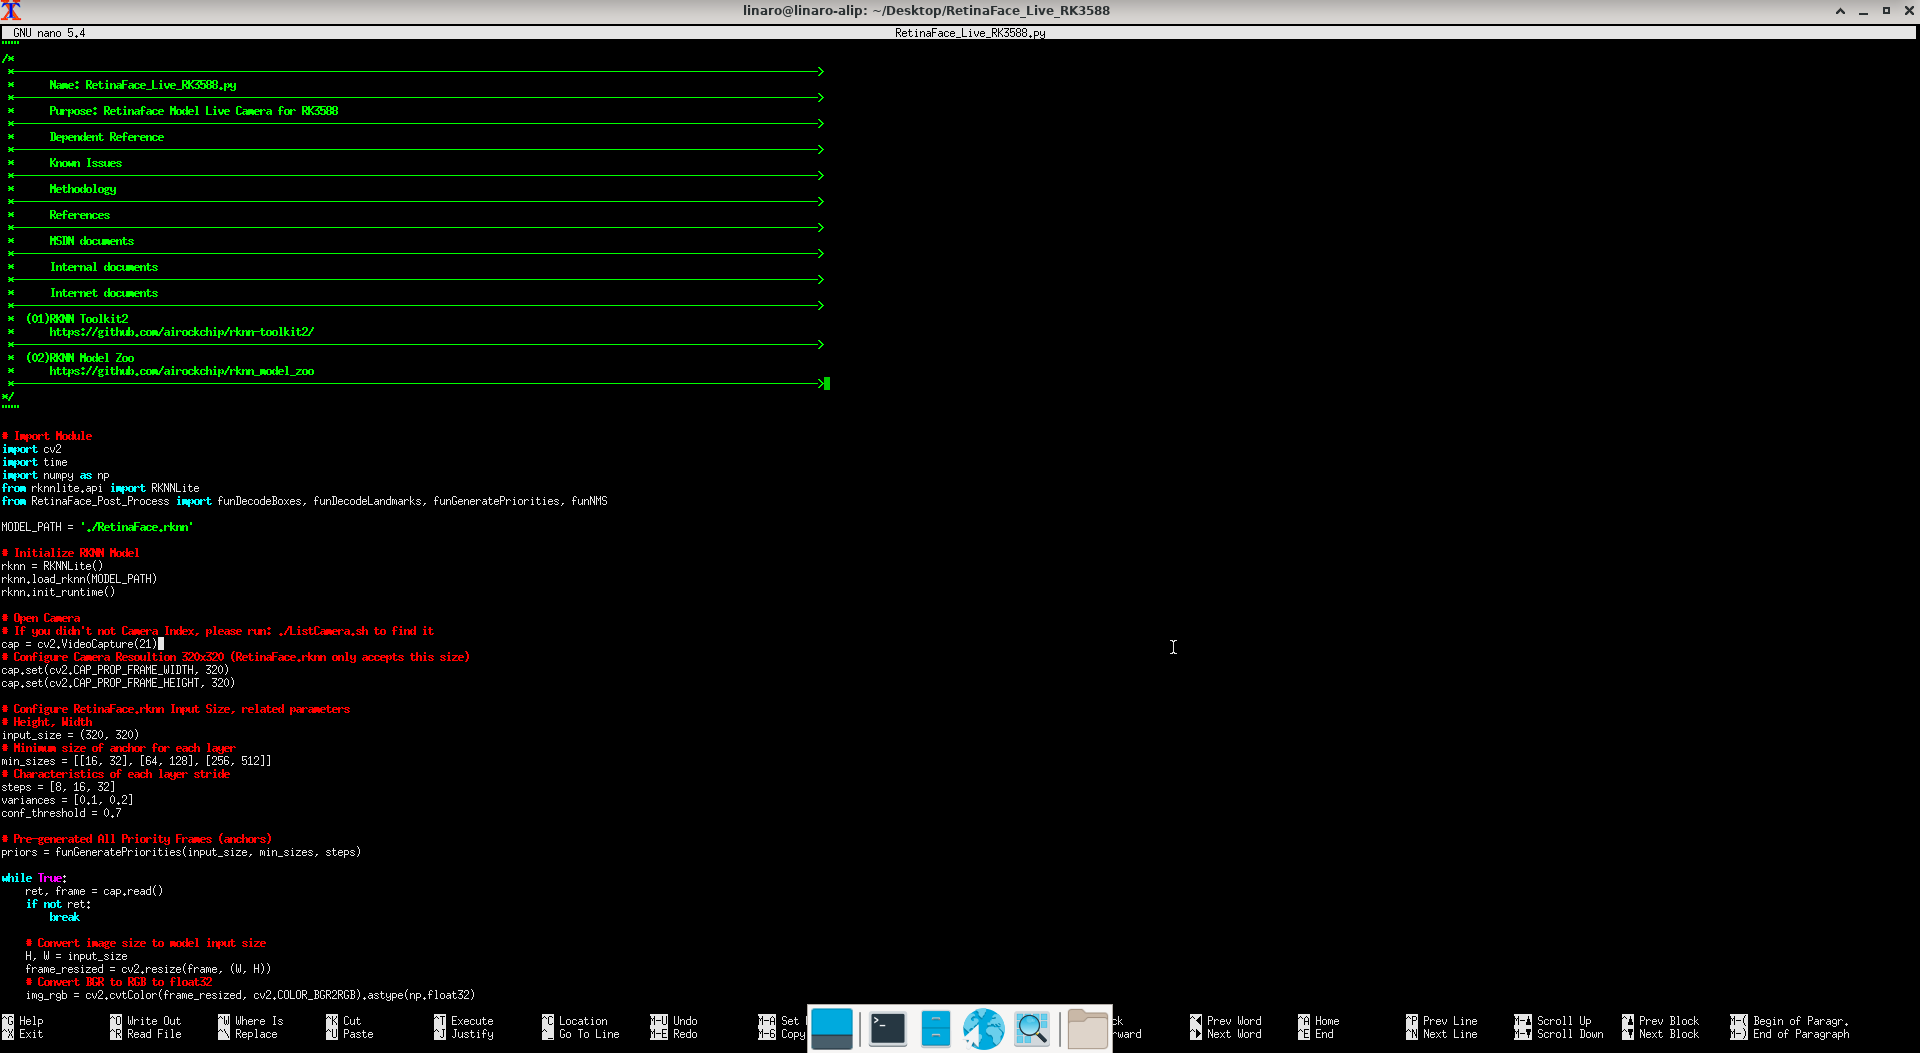 linaro@linaro-alip: ~/Desktop/RetinaFace_Live_RK3588
GNU nano 5.4 RetinaFace_Live_RK3588.py
"""
/*
*>
* Name: RetinaFace_Live_RK3588.py
*>
* Purpose: Retinaface Model Live Camera for RK3588
*>
* Dependent Reference
*>
* Known Issues
*>
* Methodology
*>
* References
*>
* MSDN documents
*>
* Internal documents
*>
* Internet documents
*>
* (01)RKNN Toolkit2
* https://github.com/airockchip/rknn-toolkit2/
*>
* (02)RKNN Model Zoo
* https://github.com/airockchip/rknn_model_zoo
*>
*/
"""
# Import Module
import cv2
import time
import numpy as np
from rknnlite.api import RKNNLite
from RetinaFace_Post_Process import funDecodeBoxes, funDecodeLandmarks, funGeneratePriorities, funNMS
MODEL_PATH = './RetinaFace.rknn'
# Initialize RKNN Model
rknn = RKNNLite()
rknn.load_rknn(MODEL_PATH)
rknn.init_runtime()
# Open Camera
# If you didn't not Camera Index, please run: ./ListCamera.sh to find it
cap = cv2.VideoCapture(21)
# Configure Camera Resoultion 320x320 (RetinaFace.rknn only accepts this size)
cap.set(cv2.CAP_PROP_FRAME_WIDTH, 320)
cap.set(cv2.CAP_PROP_FRAME_HEIGHT, 320)
# Configure RetinaFace.rknn Input Size, related parameters
# Height, Width
input_size = (320, 320)
# Minimum size of anchor for each layer
min_sizes = [[16, 32], [64, 128], [256, 512]]
# Characteristics of each layer stride
steps = [8, 16, 32]
variances = [0.1, 0.2]
conf_threshold = 0.7
# Pre-generated All Priority Frames (anchors)
priors = funGeneratePriorities(input_size, min_sizes, steps)
while True:
    ret, frame = cap.read()
    if not ret:
        break
    # Convert image size to model input size
    H, W = input_size
    frame_resized = cv2.resize(frame, (W, H))
    # Convert BGR to RGB to float32
    img_rgb = cv2.cvtColor(frame_resized, cv2.COLOR_BGR2RGB).astype(np.float32)
^G Help ^O Write Out ^W Where Is ^K Cut ^T Execute ^C Location M-U Undo M-A Set ck Prev Word ^A Home ^P Prev Line M-▲ Scroll Up ^▲ Prev Block M-( Begin of Paragr.
^X Exit ^R Read File ^\ Replace ^U Paste ^J Justify ^_ Go To Line M-E Redo M-6 Copy ward Next Word ^E End ^N Next Line M-▼ Scroll Down ^▼ Next Block M-) End of Paragraph